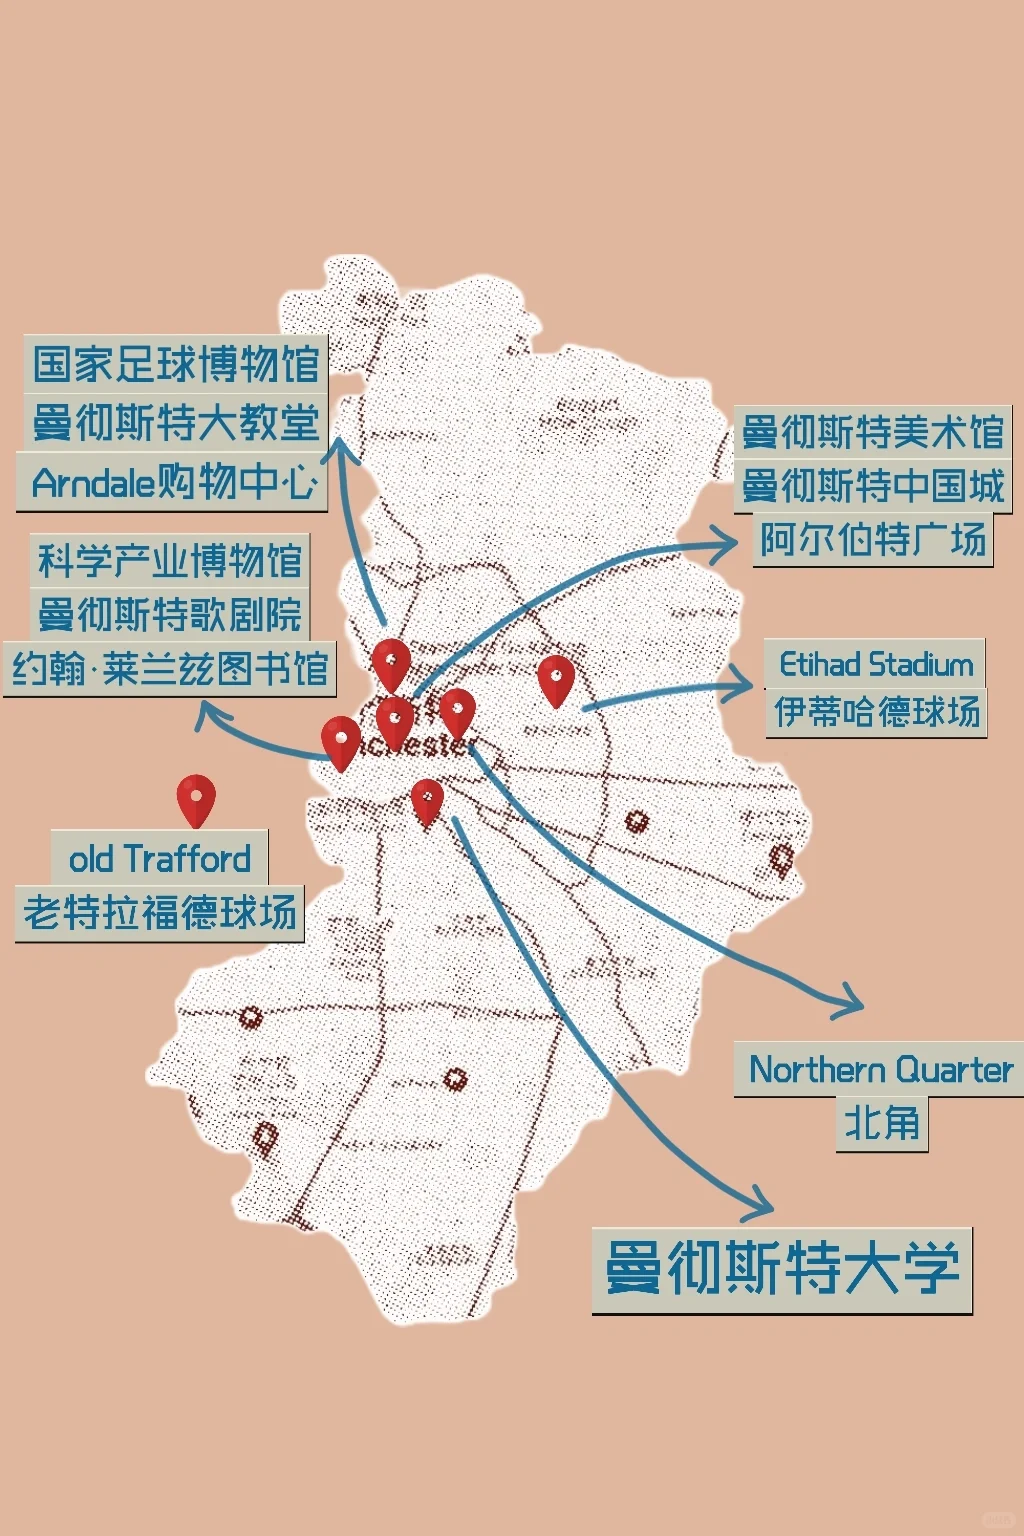 国家足球博物馆
曼彻斯特大教堂
Arndale购物中心
曼彻斯特美术馆
曼彻斯特中国城
阿尔伯特广场
科学产业博物馆
曼彻斯特歌剧院
约翰·莱兰兹图书馆
Etihad Stadium
伊蒂哈德球场
old Trafford
老特拉福德球场
Northern Quarter
北角
曼彻斯特大学